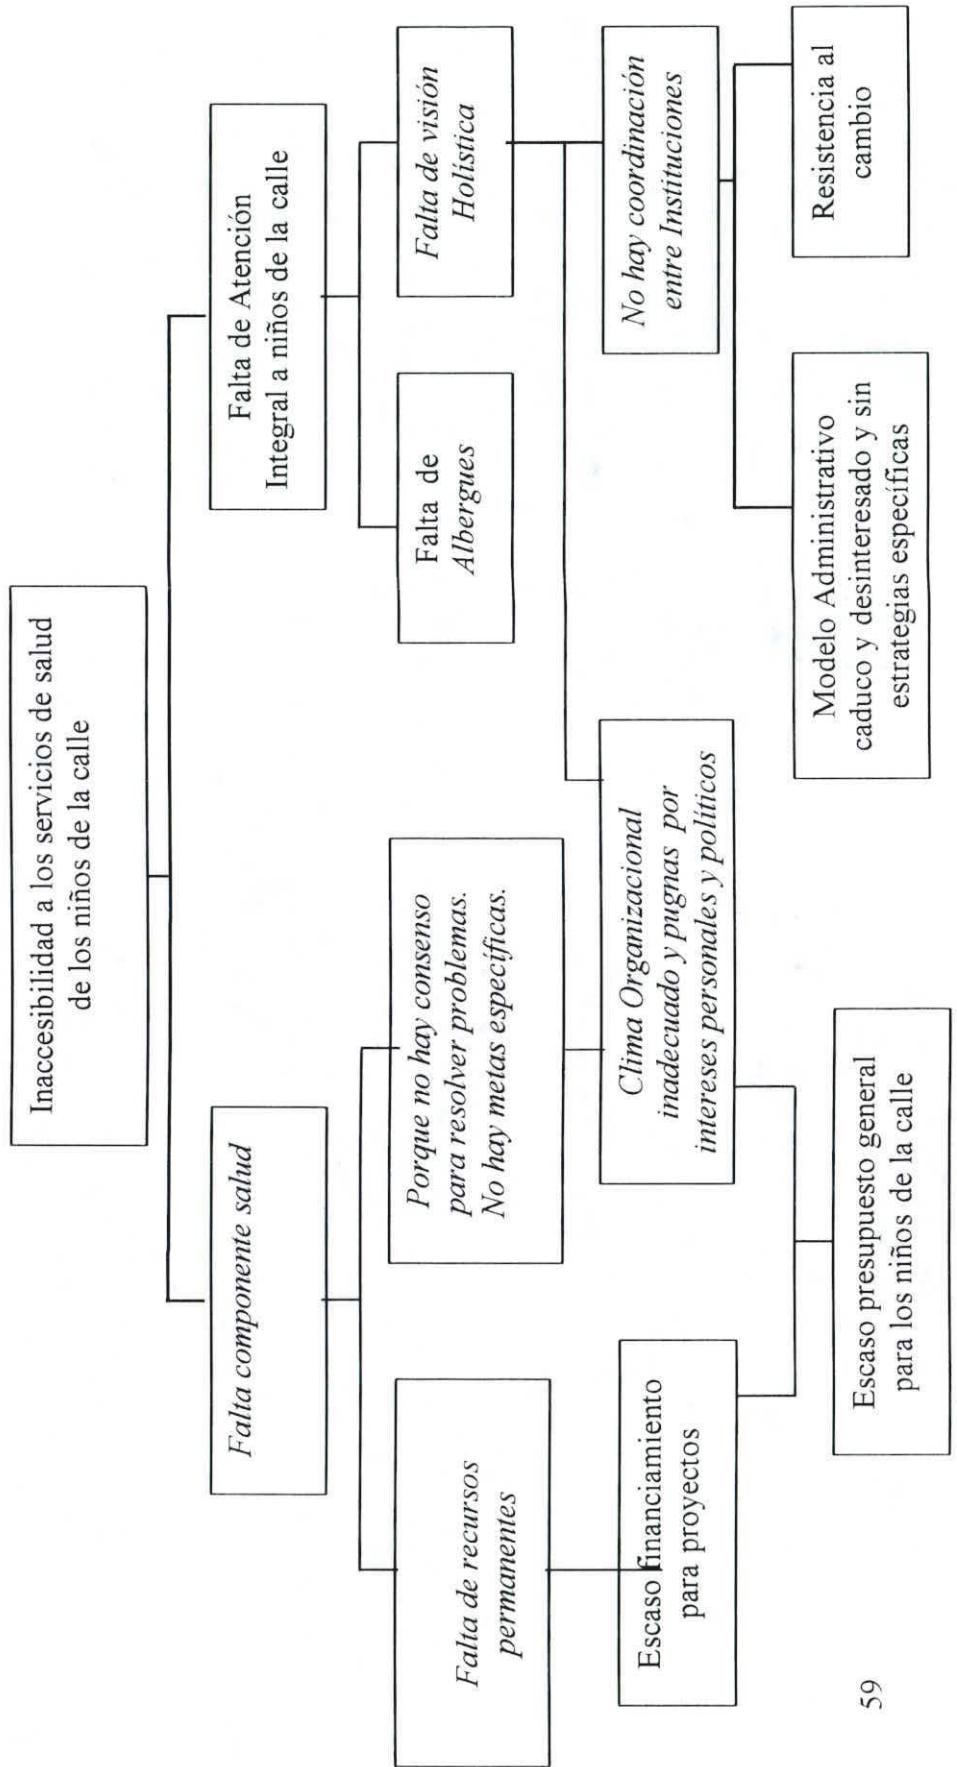 Inaccesibilidad a los servicios de salud
de los niños de la calle
Falta componente salud
Falta de Atención
Integral a niños de la calle
Falta de recursos
permanentes
Porque no hay consenso
para resolver problemas.
No hay metas específicas.
Falta de
Albergues
Falta de visión
Holística
Escaso financiamiento
para proyectos
Clima Organizacional
inadecuado y pugnas por
intereses personales y políticos
No hay coordinación
entre Instituciones
Escaso presupuesto general
para los niños de la calle
Modelo Administrativo
caduco y desinteresado y sin
estrategias específicas
Resistencia al
cambio
59